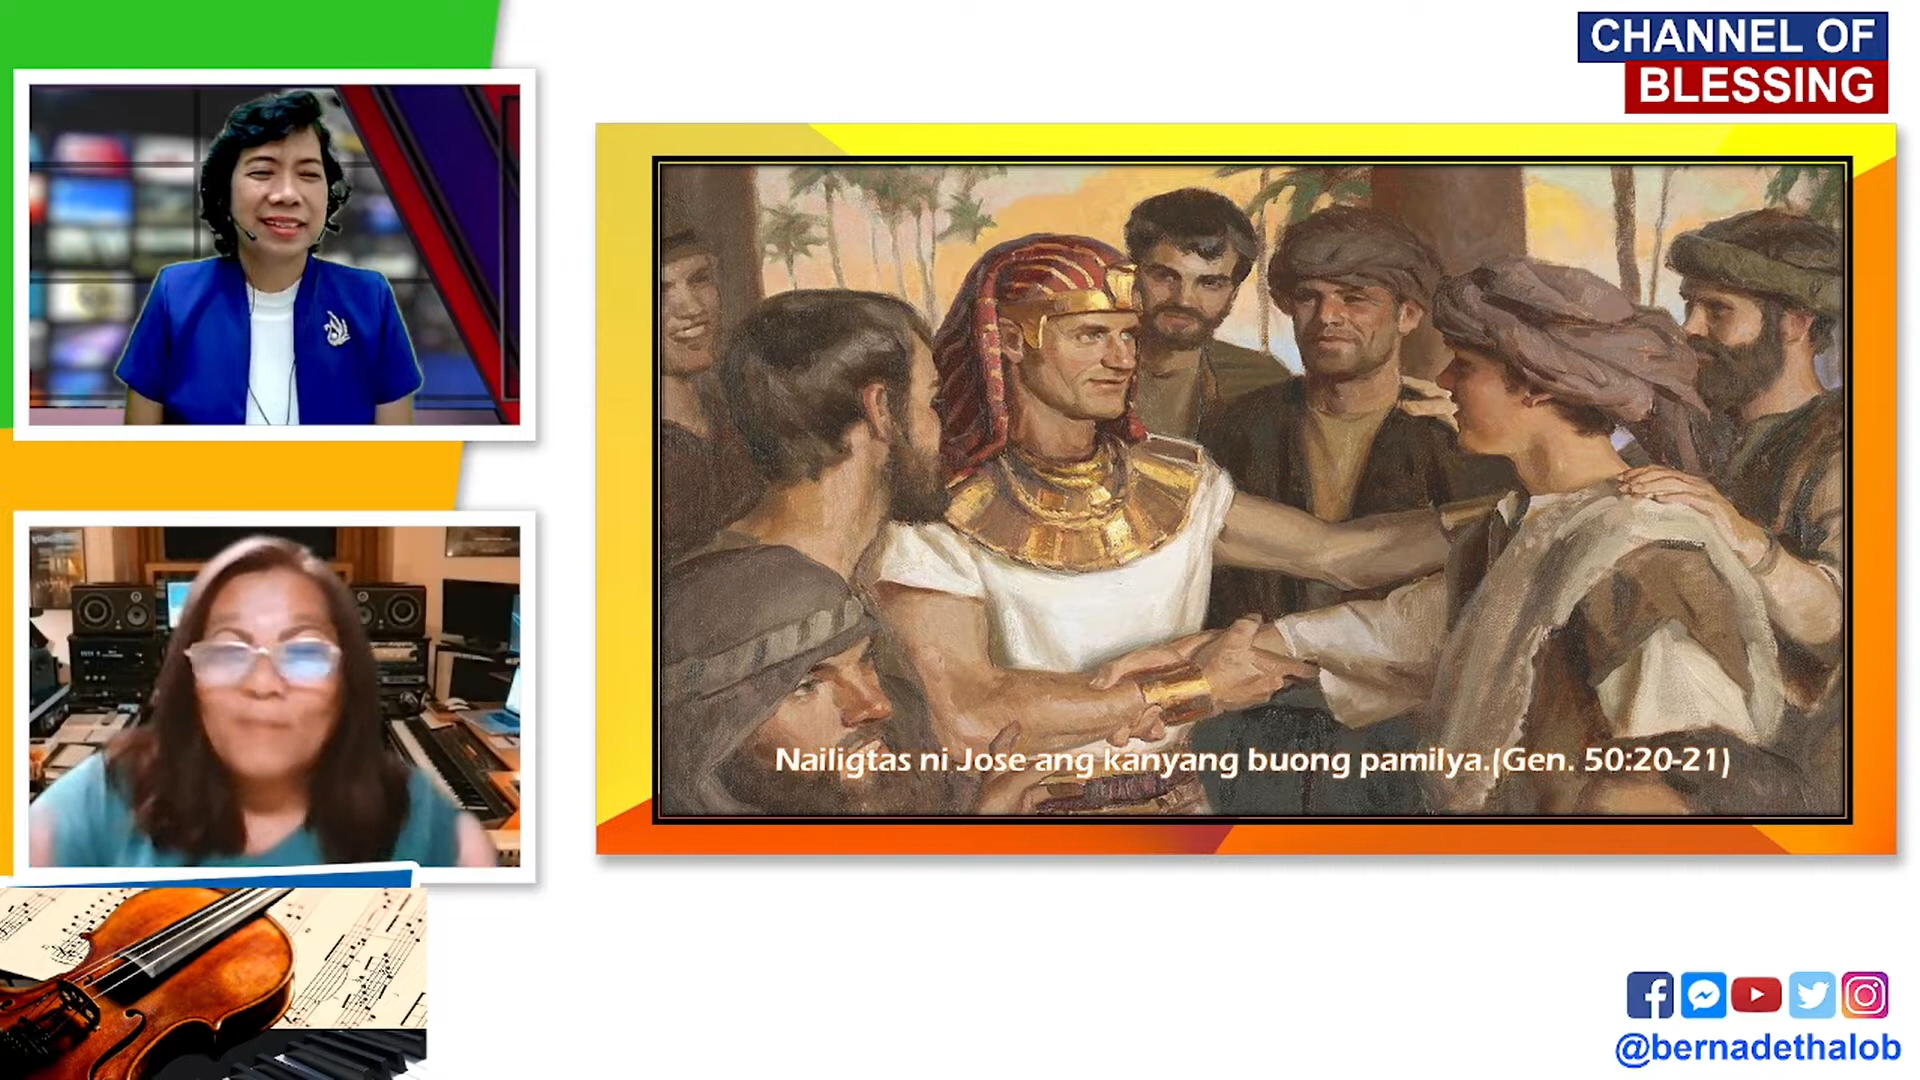 CHANNEL OF
BLESSING
Nailigtas ni Jose ang kanyang buong pamilya.(Gen. 50:20-21)
@bernadethalob